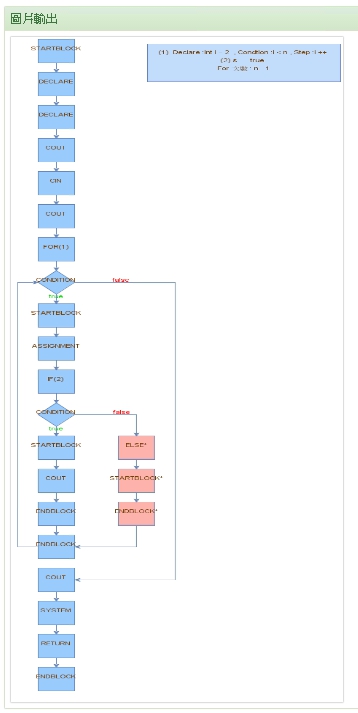 圖片輸出
STARTBLOCK
(1) Declare :int i = 2 , Condition :i < n , Step :i ++
(2) s true
For :n - 1
DECLARE
DECLARE
COUT
CIN
COUT
FOR(1)
CONDITION
false
true
STARTBLOCK
ASSIGNMENT
IF(2)
CONDITION
false
true
STARTBLOCK
ELSE*
COUT
STARTBLOCK*
ENDBLOCK
ENDBLOCK*
ENDBLOCK
COUT
SYSTEM
RETURN
ENDBLOCK